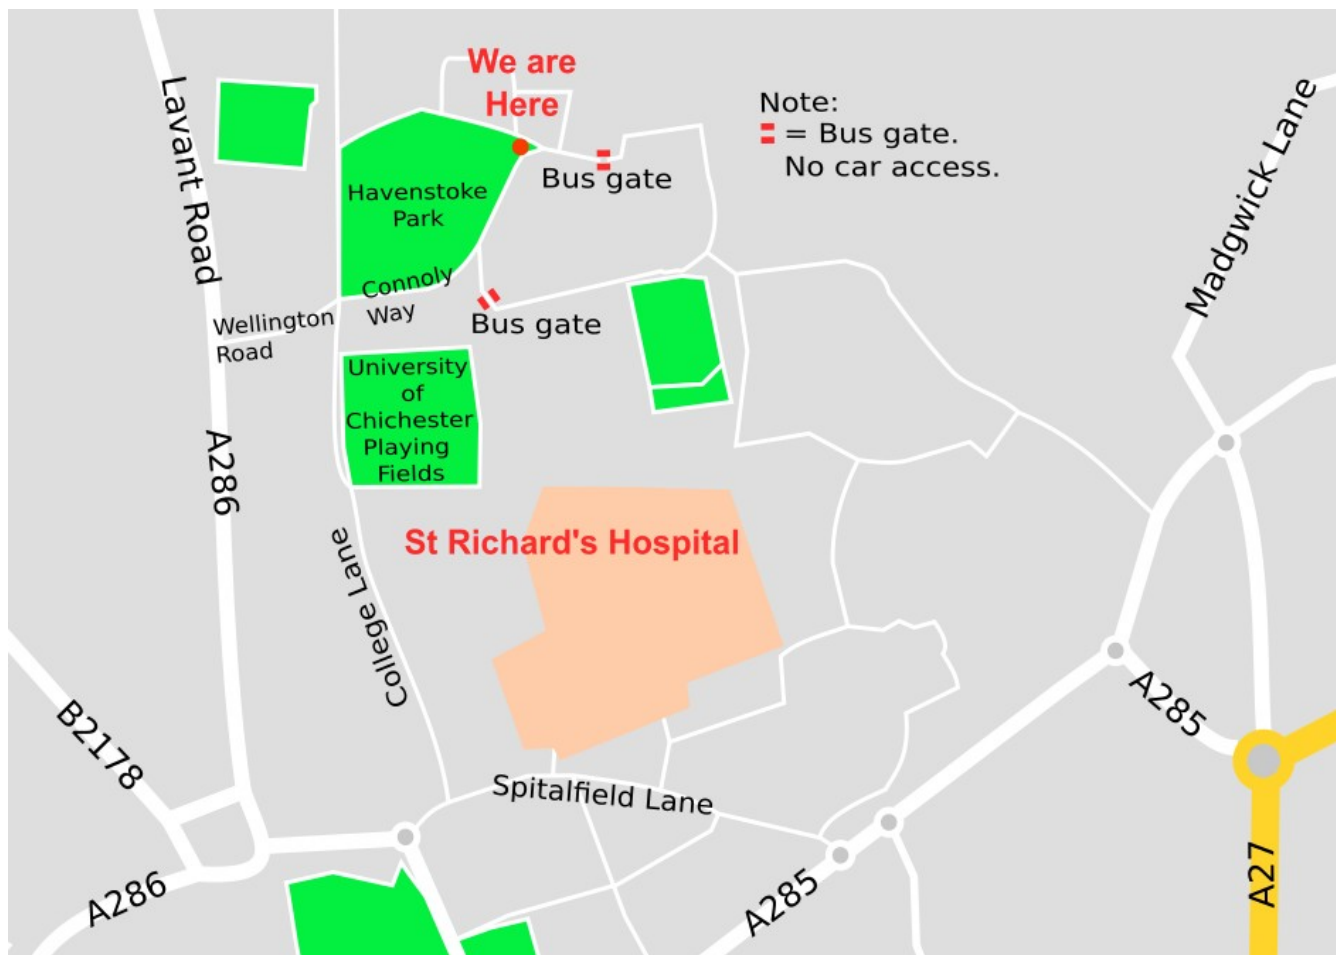 We are
Here
Note:
= Bus gate.
No car access.
Lavant Road
Madgwick Lane
Bus gate
Havenstoke
Park
Connoly
Way
Wellington
Road
Bus gate
University
of
Chichester
Playing
Fields
A286
St Richard's Hospital
College Lane
B2178
A285
Spitalfield Lane
A286
A285
A27